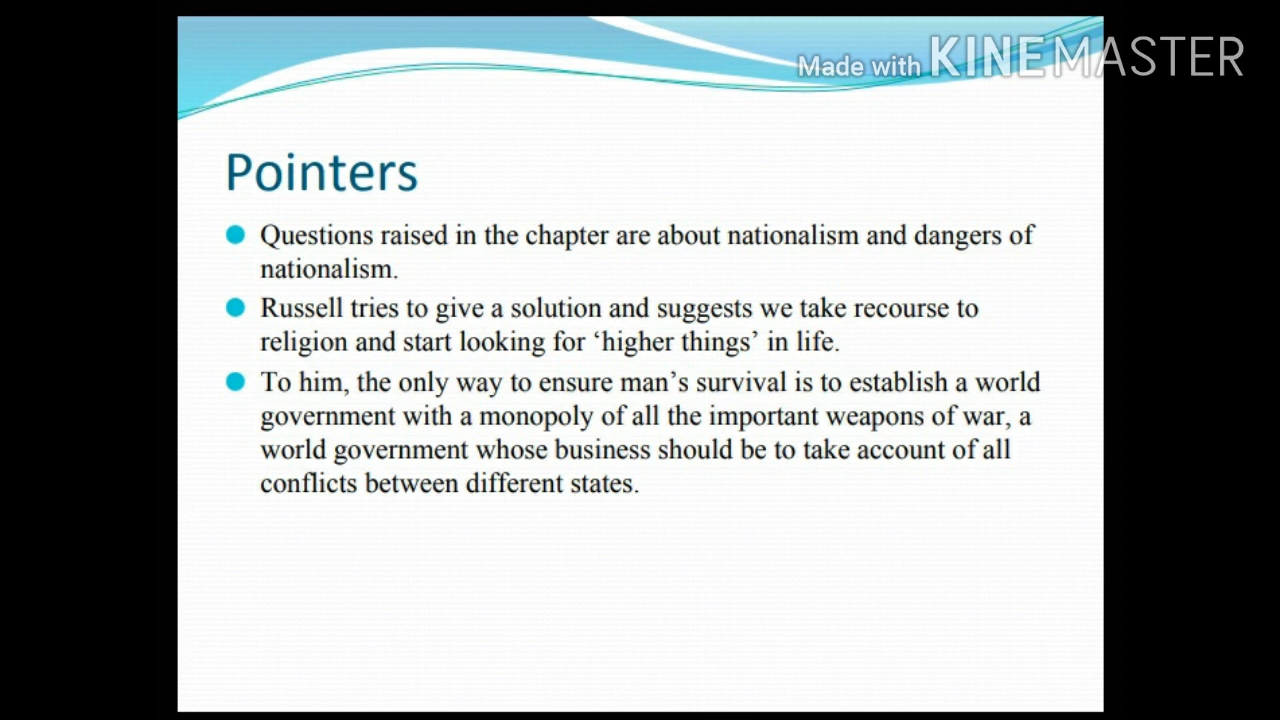 Made with KINEMASTER
Pointers
Questions raised in the chapter are about nationalism and dangers of
nationalism.
Russell tries to give a solution and suggests we take recourse to
religion and start looking for ‘higher things’ in life.
To him, the only way to ensure man’s survival is to establish a world
government with a monopoly of all the important weapons of war, a
world government whose business should be to take account of all
conflicts between different states.